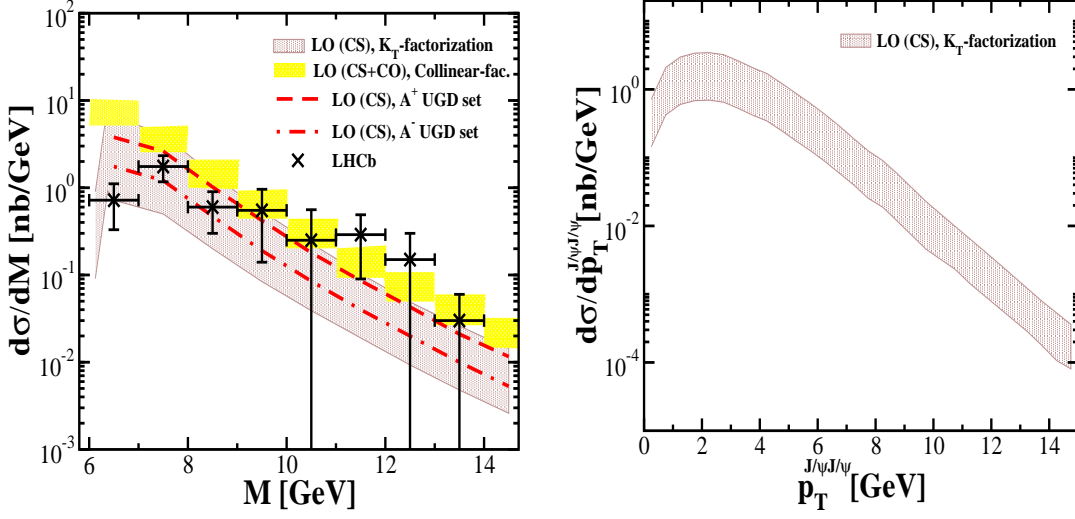 10^2
10^1
10^0
10^-1
10^-2
10^-3
dσ/dM [nb/GeV]
LO (CS), K_T-factorization
LO (CS+CO), Collinear-fac.
LO (CS), A^+ UGD set
LO (CS), A^- UGD set
LHCb
6 8 10 12 14
M [GeV]
10^0
10^-2
10^-4
dσ/dp_T^J/ψJ/ψ[nb/GeV]
LO (CS), K_T-factorization
0 2 4 6 8 10 12 14
p_T^J/ψJ/ψ [GeV]